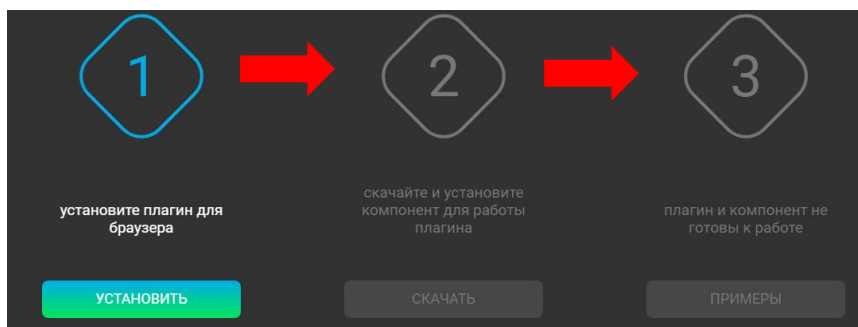 1
2
3
установите плагин для
браузера
скачайте и установите
компонент для работы
плагина
плагин и компонент не
готовы к работе
УСТАНОВИТЬ
СКАЧАТЬ
ПРИМЕРЫ